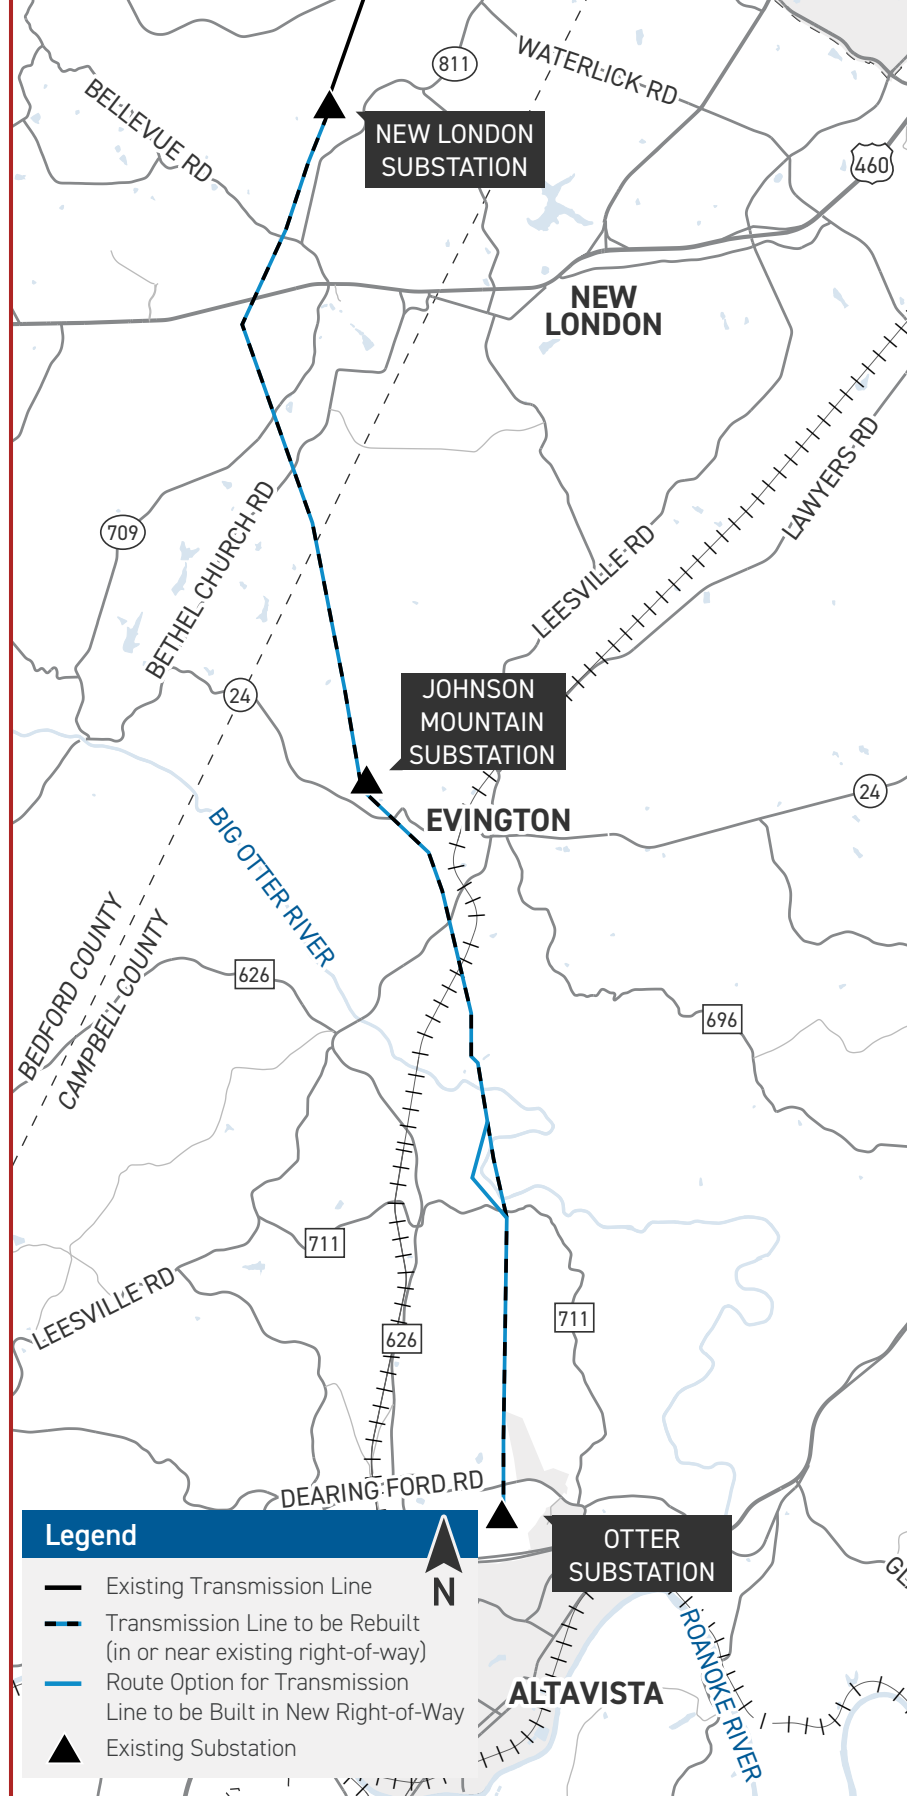 811
WATERLICK RD
BELLEVUE RD
NEW LONDON
SUBSTATION
460
NEW
LONDON
LAWYERS RD
709
BETHEL CHURCH RD
LEESVILLE RD
24
JOHNSON
MOUNTAIN
SUBSTATION
24
EVINGTON
BIG OTTER RIVER
BEDFORD COUNTY
CAMPBELL COUNTY
626
696
711
LEESVILLE RD
711
626
DEARING FORD RD
OTTER
SUBSTATION
GL
ROANOKE RIVER
ALTAVISTA
Legend
N
Existing Transmission Line
Transmission Line to be Rebuilt
(in or near existing right-of-way)
Route Option for Transmission
Line to be Built in New Right-of-Way
Existing Substation